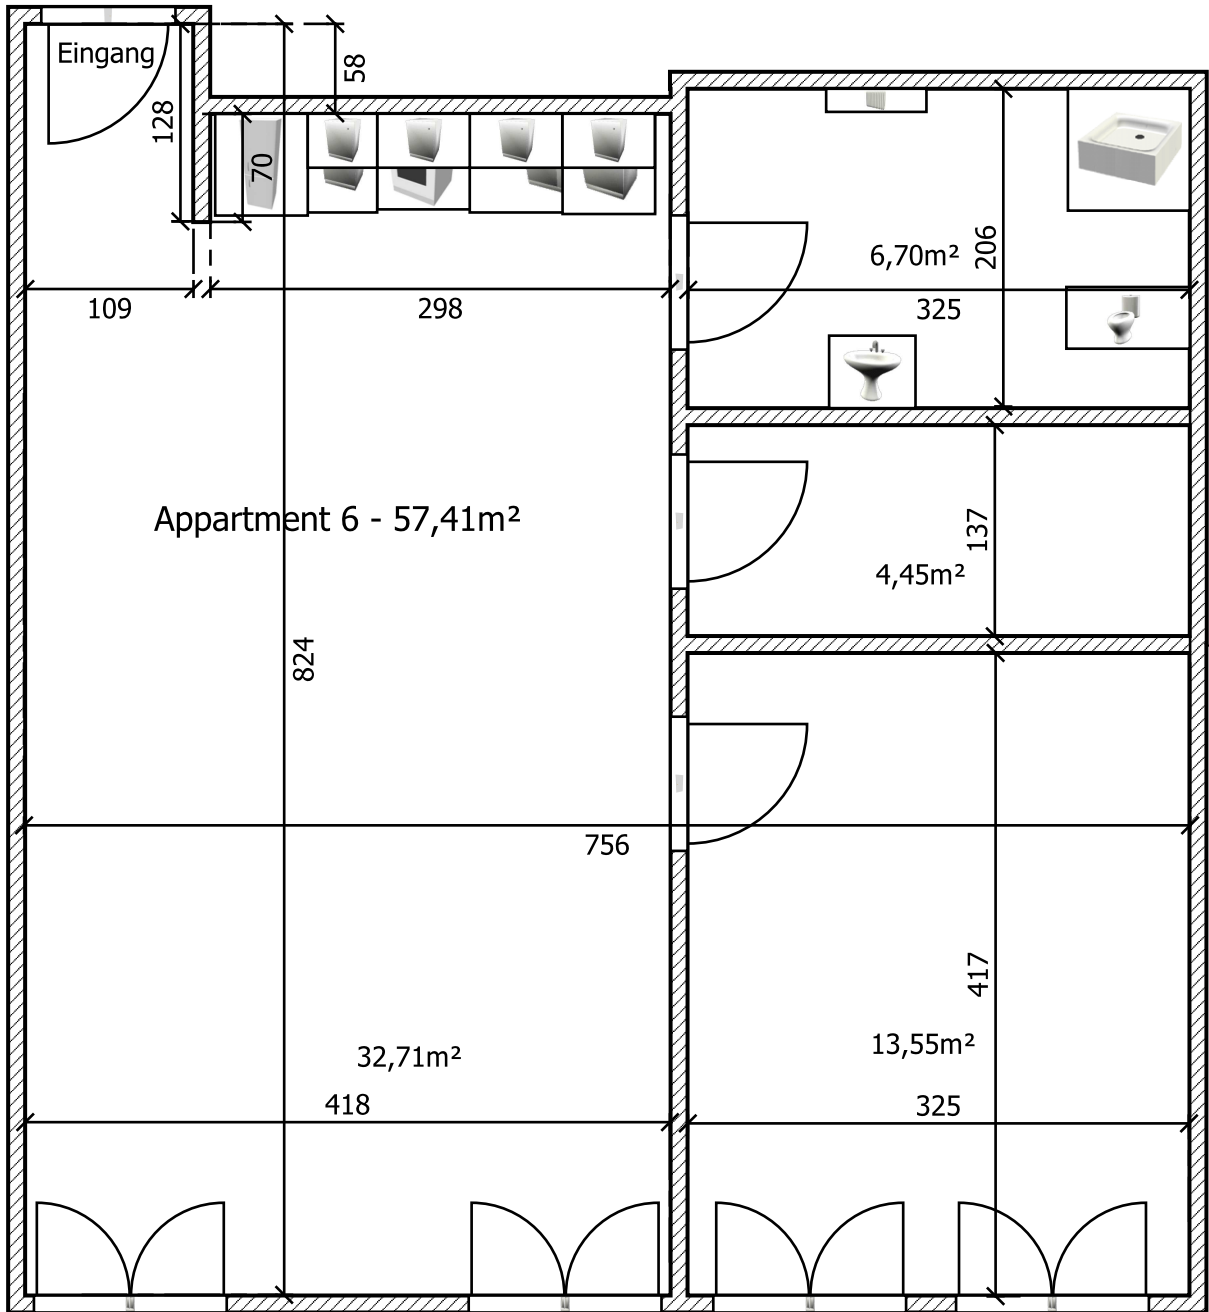 Eingang
58
128
70
109
298
6,70m²
206
325
Appartment 6 - 57,41m²
137
4,45m²
824
756
417
32,71m²
13,55m²
418
325